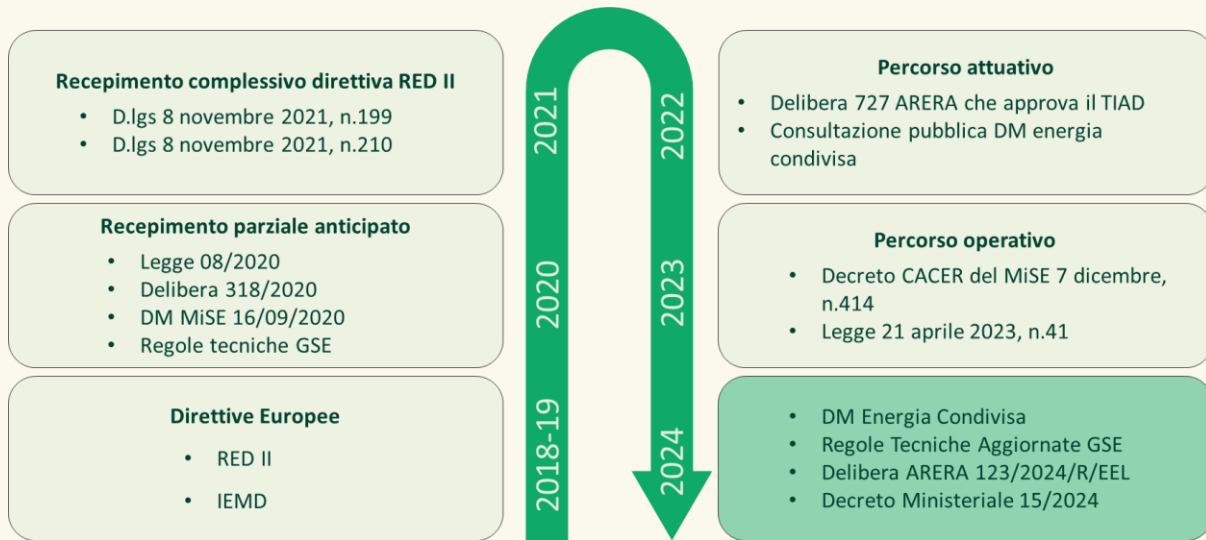 Recepimento complessivo direttiva RED II
• D.lgs 8 novembre 2021, n.199
• D.lgs 8 novembre 2021, n.210
Recepimento parziale anticipato
• Legge 08/2020
• Delibera 318/2020
• DM MiSE 16/09/2020
• Regole tecniche GSE
Direttive Europee
• RED II
• IEMD
2021
2020
2018-19
2022
2023
2024
Percorso attuativo
• Delibera 727 ARERA che approva il TIAD
• Consultazione pubblica DM energia
condivisa
Percorso operativo
• Decreto CACER del MiSE 7 dicembre,
n.414
• Legge 21 aprile 2023, n.41
• DM Energia Condivisa
• Regole Tecniche Aggiornate GSE
• Delibera ARERA 123/2024/R/EEL
• Decreto Ministeriale 15/2024